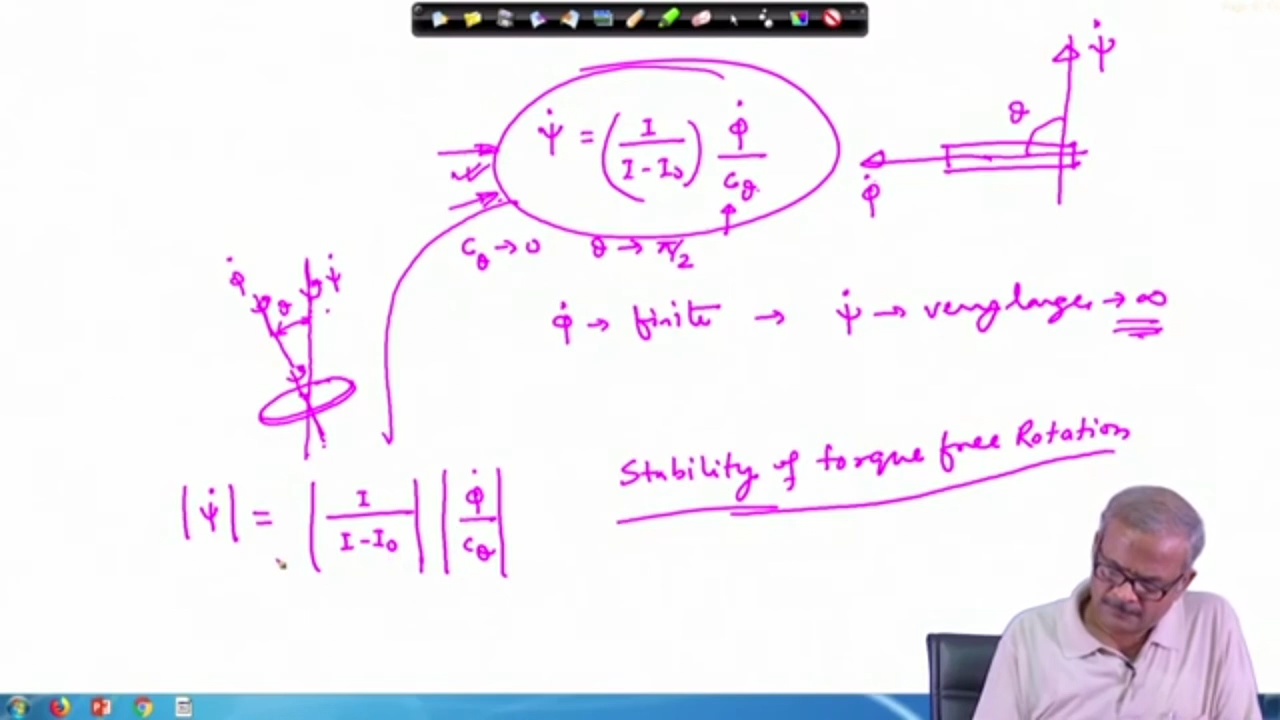 ψ̇ = (I / (I - I₀)) φ̇ / c_θ
c_θ → 0 θ → π/2
φ̇ → finite → ψ̇ → very large → ∞
ψ̇
θ
φ̇
φ̇ θ ψ̇
Stability of torque free Rotation
|ψ̇| = |I / (I - I₀)| |φ̇ / c_θ|